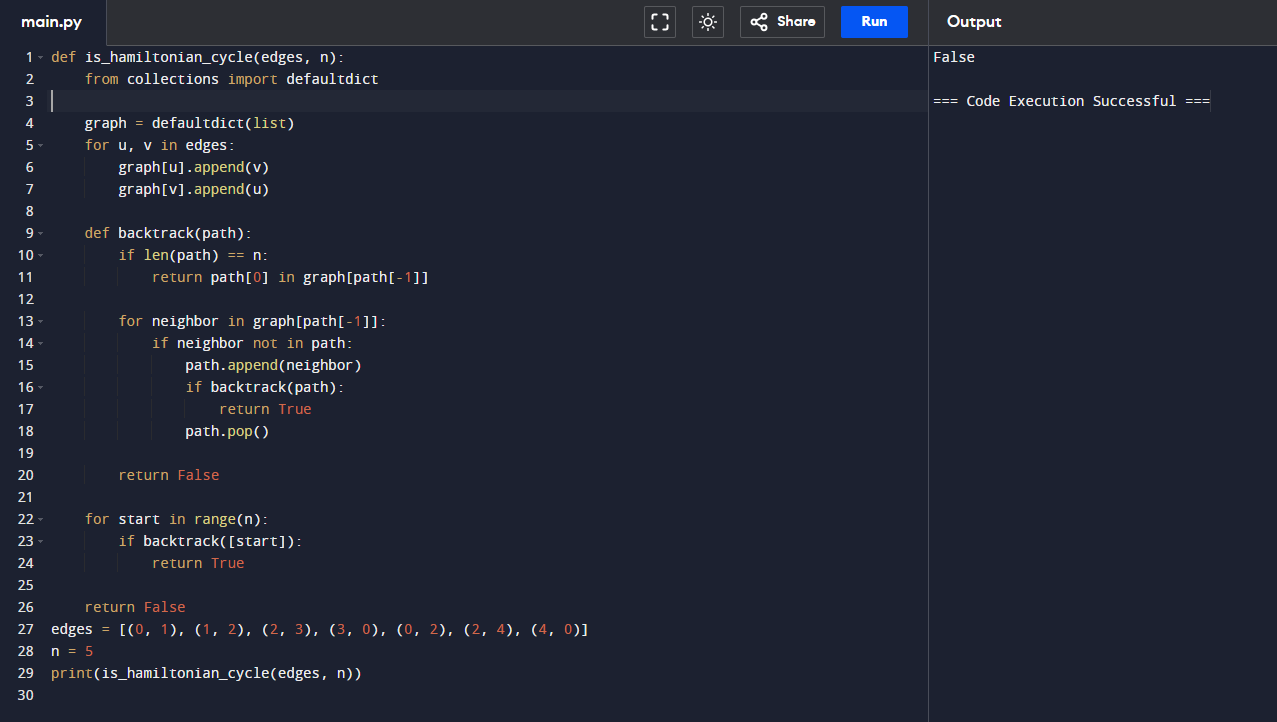 main.py
Share
Run
Output
1 def is_hamiltonian_cycle(edges, n):
2     from collections import defaultdict
3
4     graph = defaultdict(list)
5     for u, v in edges:
6         graph[u].append(v)
7         graph[v].append(u)
8
9     def backtrack(path):
10         if len(path) == n:
11             return path[0] in graph[path[-1]]
12
13         for neighbor in graph[path[-1]]:
14             if neighbor not in path:
15                 path.append(neighbor)
16                 if backtrack(path):
17                     return True
18                 path.pop()
19
20         return False
21
22     for start in range(n):
23         if backtrack([start]):
24             return True
25
26     return False
27 edges = [(0, 1), (1, 2), (2, 3), (3, 0), (0, 2), (2, 4), (4, 0)]
28 n = 5
29 print(is_hamiltonian_cycle(edges, n))
30
False
=== Code Execution Successful ===